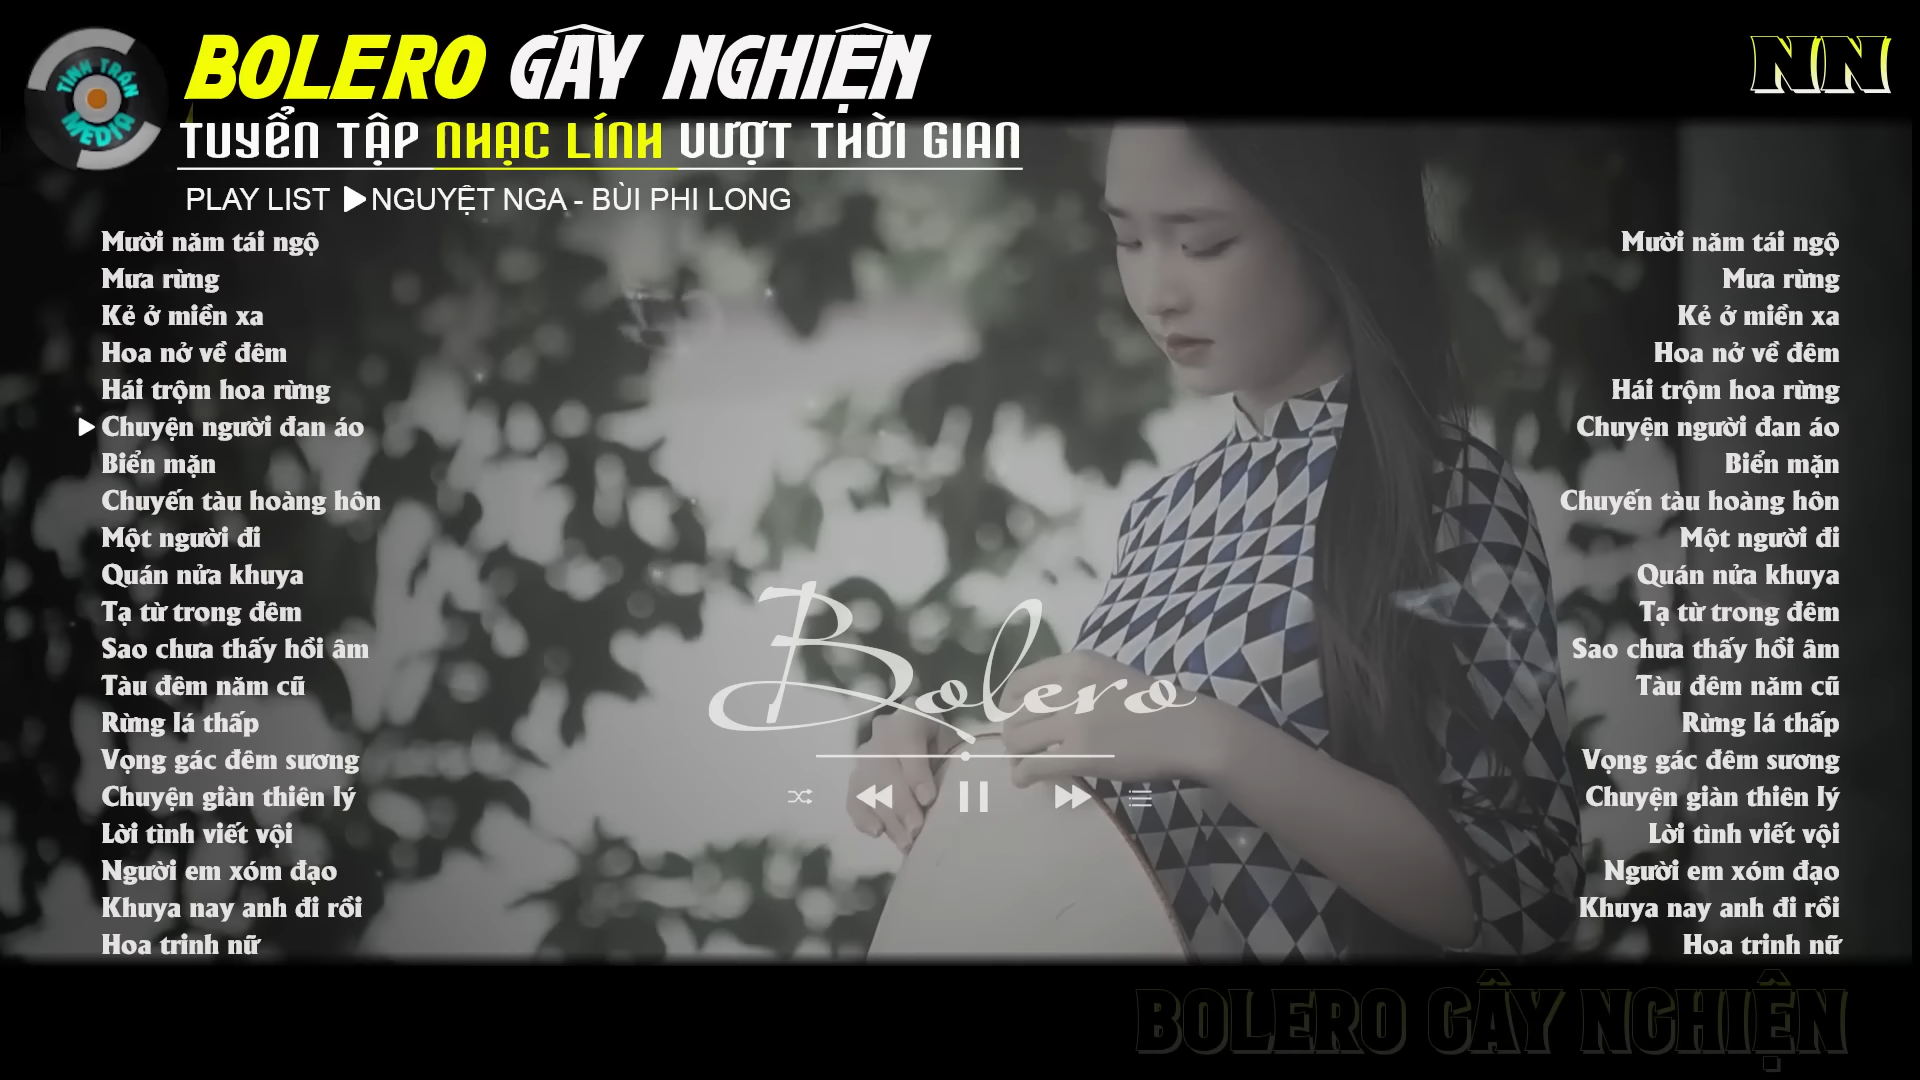 TÌNH TRẦN
MEDIA
BOLERO GÂY NGHIỆN
NN
TUYỂN TẬP NHẠC LÍNH VƯỢT THỜI GIAN
PLAY LIST ▶NGUYỆT NGA - BÙI PHI LONG
Mười năm tái ngộ
Mưa rừng
Kẻ ở miền xa
Hoa nở về đêm
Hái trộm hoa rừng
Chuyện người đan áo
Biển mặn
Chuyến tàu hoàng hôn
Một người đi
Quán nửa khuya
Tạ từ trong đêm
Sao chưa thấy hồi âm
Tàu đêm năm cũ
Rừng lá thấp
Vọng gác đêm sương
Chuyện giàn thiên lý
Lời tình viết vội
Người em xóm đạo
Khuya nay anh đi rồi
Hoa trinh nữ
Bolero
Mười năm tái ngộ
Mưa rừng
Kẻ ở miền xa
Hoa nở về đêm
Hái trộm hoa rừng
Chuyện người đan áo
Biển mặn
Chuyến tàu hoàng hôn
Một người đi
Quán nửa khuya
Tạ từ trong đêm
Sao chưa thấy hồi âm
Tàu đêm năm cũ
Rừng lá thấp
Vọng gác đêm sương
Chuyện giàn thiên lý
Lời tình viết vội
Người em xóm đạo
Khuya nay anh đi rồi
Hoa trinh nữ
BOLERO GÂY NGHIỆN